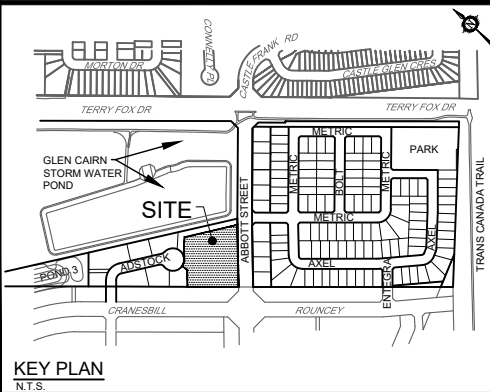 N
CONNELLY PL
CASTLE FRANK RD
MORTON DR
CASTLE GLEN CRES
TERRY FOX DR
TERRY FOX DR
METRIC
PARK
GLEN CAIRN
STORM WATER
POND
METRIC
BOLT
METRIC
SITE
ABBOTT STREET
METRIC
AXEL
TRANS CANADA TRAIL
ADSTOCK
AXEL
POND 3
ENTEGRA
CRANESBILL
ROUNCEY
KEY PLAN
N.T.S.